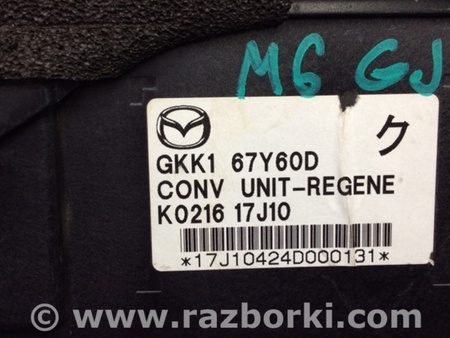 M6 GJ
ク
GKK1 67Y60D
CONV UNIT-REGENE
K0216 17J10
*17J10424D000131*
© www.razborki.com